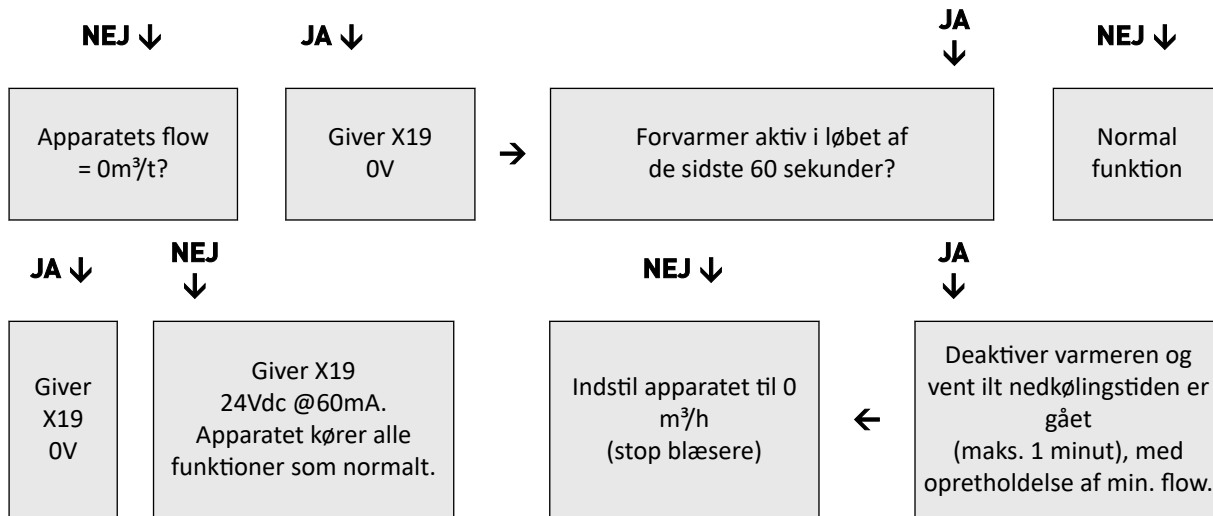 NEJ ↓
JA ↓
JA
↓
NEJ ↓
Apparatets flow
= 0m³/t?
Giver X19
0V
→
Forvarmer aktiv i løbet af
de sidste 60 sekunder?
Normal
funktion
JA ↓
NEJ
↓
NEJ ↓
JA
↓
Giver
X19
0V
Giver X19
24Vdc @60mA.
Apparatet kører alle
funktioner som normalt.
Indstil apparatet til 0
m³/h
(stop blæsere)
←
Deaktiver varmeren og
vent ilt nedkølingstiden er
gået
(maks. 1 minut), med
opretholdelse af min. flow.